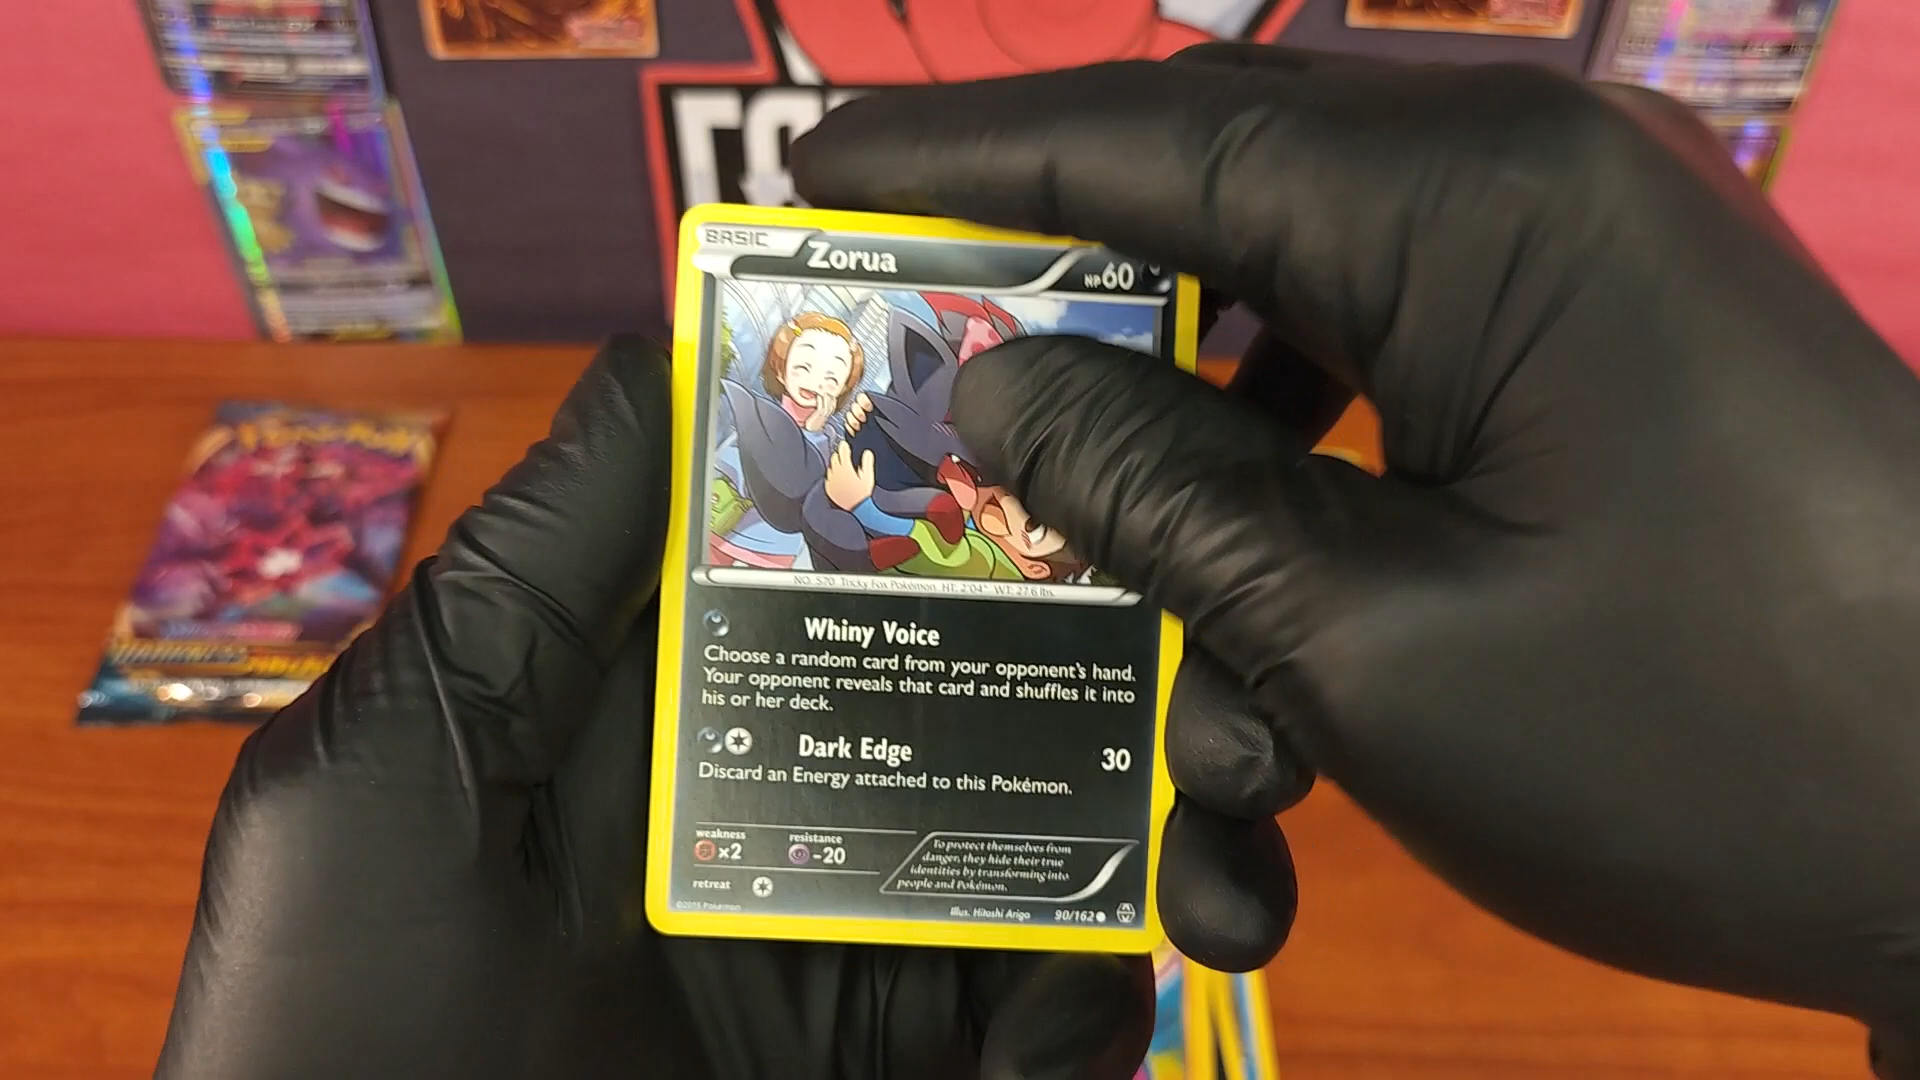 BASIC
Zorua
HP60
NO. 570 Tricky Fox Pokémon HT: 2'04" WT: 27.6 lbs.
Whiny Voice
Choose a random card from your opponent's hand.
Your opponent reveals that card and shuffles it into
his or her deck.
Dark Edge 30
Discard an Energy attached to this Pokémon.
weakness resistance
x2 -20
retreat
To protect themselves from
danger, they hide their true
identities by transforming into
people and Pokémon.
©2015 Pokémon
Illus. Hitoshi Ariga 90/162
DARKNESS